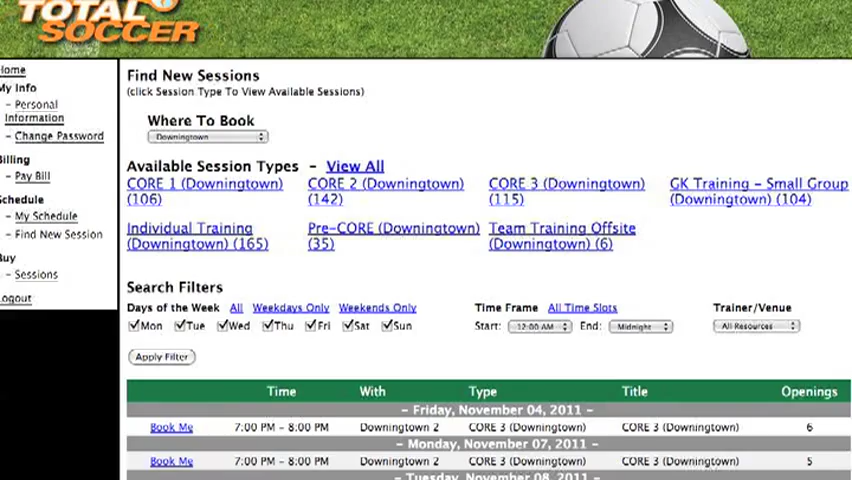 TOTAL
SOCCER
Home
My Info
- Personal
Information
- Change Password
Billing
- Pay Bill
Schedule
- My Schedule
- Find New Session
Buy
- Sessions
Logout
Find New Sessions
(click Session Type To View Available Sessions)
Where To Book
Downingtown
Available Session Types - View All
CORE 1 (Downingtown) CORE 2 (Downingtown) CORE 3 (Downingtown) GK Training - Small Group
(106) (142) (115) (Downingtown) (104)
Individual Training Pre-CORE (Downingtown) Team Training Offsite
(Downingtown) (165) (35) (Downingtown) (6)
Search Filters
Days of the Week All Weekdays Only Weekends Only Time Frame All Time Slots Trainer/Venue
Mon Tue Wed Thu Fri Sat Sun Start: 12:00 AM End: Midnight All Resources
Apply Filter
Time With Type Title Openings
- Friday, November 04, 2011 -
Book Me 7:00 PM - 8:00 PM Downingtown 2 CORE 3 (Downingtown) CORE 3 (Downingtown) 6
- Monday, November 07, 2011 -
Book Me 7:00 PM - 8:00 PM Downingtown 2 CORE 3 (Downingtown) CORE 3 (Downingtown) 5
- Tuesday, November 08, 2011 -